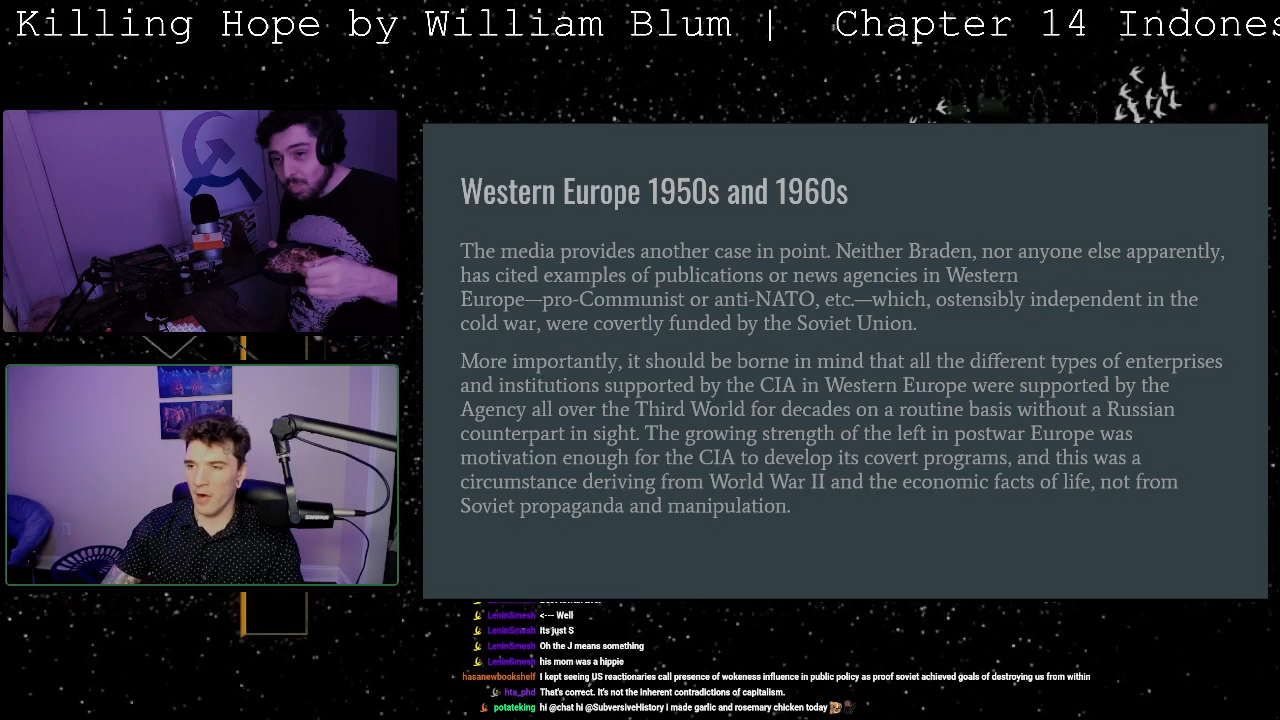 Killing Hope by William Blum | Chapter 14 Indones
Western Europe 1950s and 1960s
The media provides another case in point. Neither Braden, nor anyone else apparently,
has cited examples of publications or news agencies in Western
Europe—pro-Communist or anti-NATO, etc.—which, ostensibly independent in the
cold war, were covertly funded by the Soviet Union.
More importantly, it should be borne in mind that all the different types of enterprises
and institutions supported by the CIA in Western Europe were supported by the
Agency all over the Third World for decades on a routine basis without a Russian
counterpart in sight. The growing strength of the left in postwar Europe was
motivation enough for the CIA to develop its covert programs, and this was a
circumstance deriving from World War II and the economic facts of life, not from
Soviet propaganda and manipulation.
SHURE
LeninSmesh <--- Well
LeninSmesh Its just S
LeninSmesh Oh the J means something
LeninSmesh his mom was a hippie
hasanewbookshelf I kept seeing US reactionaries call presence of wokeness influence in public policy as proof soviet achieved goals of destroying us from within
hta_phd That's correct. It's not the inherent contradictions of capitalism.
potateking hi @chat hi @SubversiveHistory i made garlic and rosemary chicken today